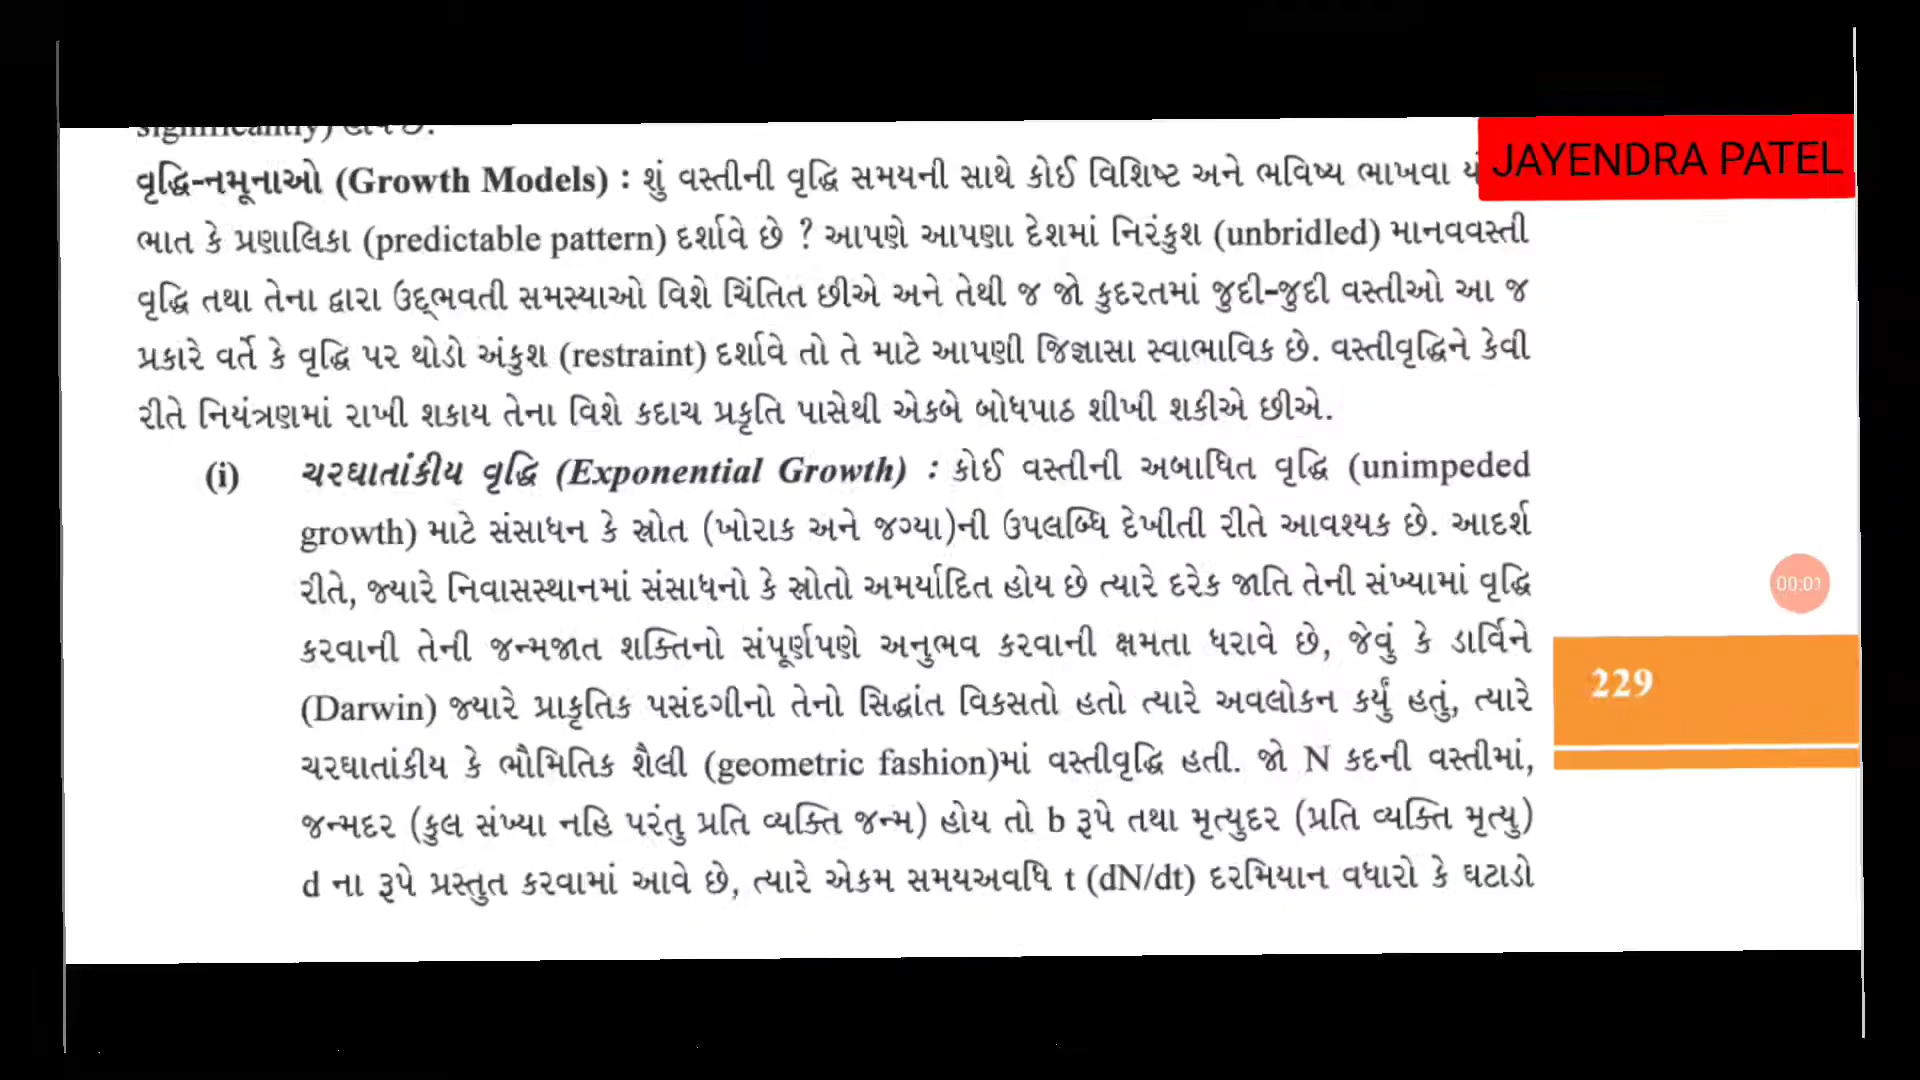 significantly) હોય છે.
વૃદ્ધિ-નમૂનાઓ (Growth Models) : શું વસ્તીની વૃદ્ધિ સમયની સાથે કોઈ વિશિષ્ટ અને ભવિષ્ય ભાખવા
JAYENDRA PATEL
ભાત કે પ્રણાલિકા (predictable pattern) દર્શાવે છે ? આપણે આપણા દેશમાં નિરંકુશ (unbridled) માનવવસ્તી
વૃદ્ધિ તથા તેના દ્વારા ઉદ્‌ભવતી સમસ્યાઓ વિશે ચિંતિત છીએ અને તેથી જ જો કુદરતમાં જુદી-જુદી વસ્તીઓ આ જ
પ્રકારે વર્તે કે વૃદ્ધિ પર થોડો અંકુશ (restraint) દર્શાવે તો તે માટે આપણી જિજ્ઞાસા સ્વાભાવિક છે. વસ્તીવૃદ્ધિને કેવી
રીતે નિયંત્રણમાં રાખી શકાય તેના વિશે કદાચ પ્રકૃતિ પાસેથી એકબે બોધપાઠ શીખી શકીએ છીએ.
(i) ચરઘાતાંકીય વૃદ્ધિ (Exponential Growth) : કોઈ વસ્તીની અબાધિત વૃદ્ધિ (unimpeded
growth) માટે સંસાધન કે સ્રોત (ખોરાક અને જગ્યા)ની ઉપલબ્ધિ દેખીતી રીતે આવશ્યક છે. આદર્શ
રીતે, જ્યારે નિવાસસ્થાનમાં સંસાધનો કે સ્રોતો અમર્યાદિત હોય છે ત્યારે દરેક જાતિ તેની સંખ્યામાં વૃદ્ધિ
00:01
કરવાની તેની જન્મજાત શક્તિનો સંપૂર્ણપણે અનુભવ કરવાની ક્ષમતા ધરાવે છે, જેવું કે ડાર્વિને
229
(Darwin) જ્યારે પ્રાકૃતિક પસંદગીનો તેનો સિદ્ધાંત વિકસતો હતો ત્યારે અવલોકન કર્યું હતું, ત્યારે
ચરઘાતાંકીય કે ભૌમિતિક શૈલી (geometric fashion)માં વસ્તીવૃદ્ધિ હતી. જો N કદની વસ્તીમાં,
જન્મદર (કુલ સંખ્યા નહિ પરંતુ પ્રતિ વ્યક્તિ જન્મ) હોય તો b રૂપે તથા મૃત્યુદર (પ્રતિ વ્યક્તિ મૃત્યુ)
d ના રૂપે પ્રસ્તુત કરવામાં આવે છે, ત્યારે એકમ સમયઅવધિ t (dN/dt) દરમિયાન વધારો કે ઘટાડો